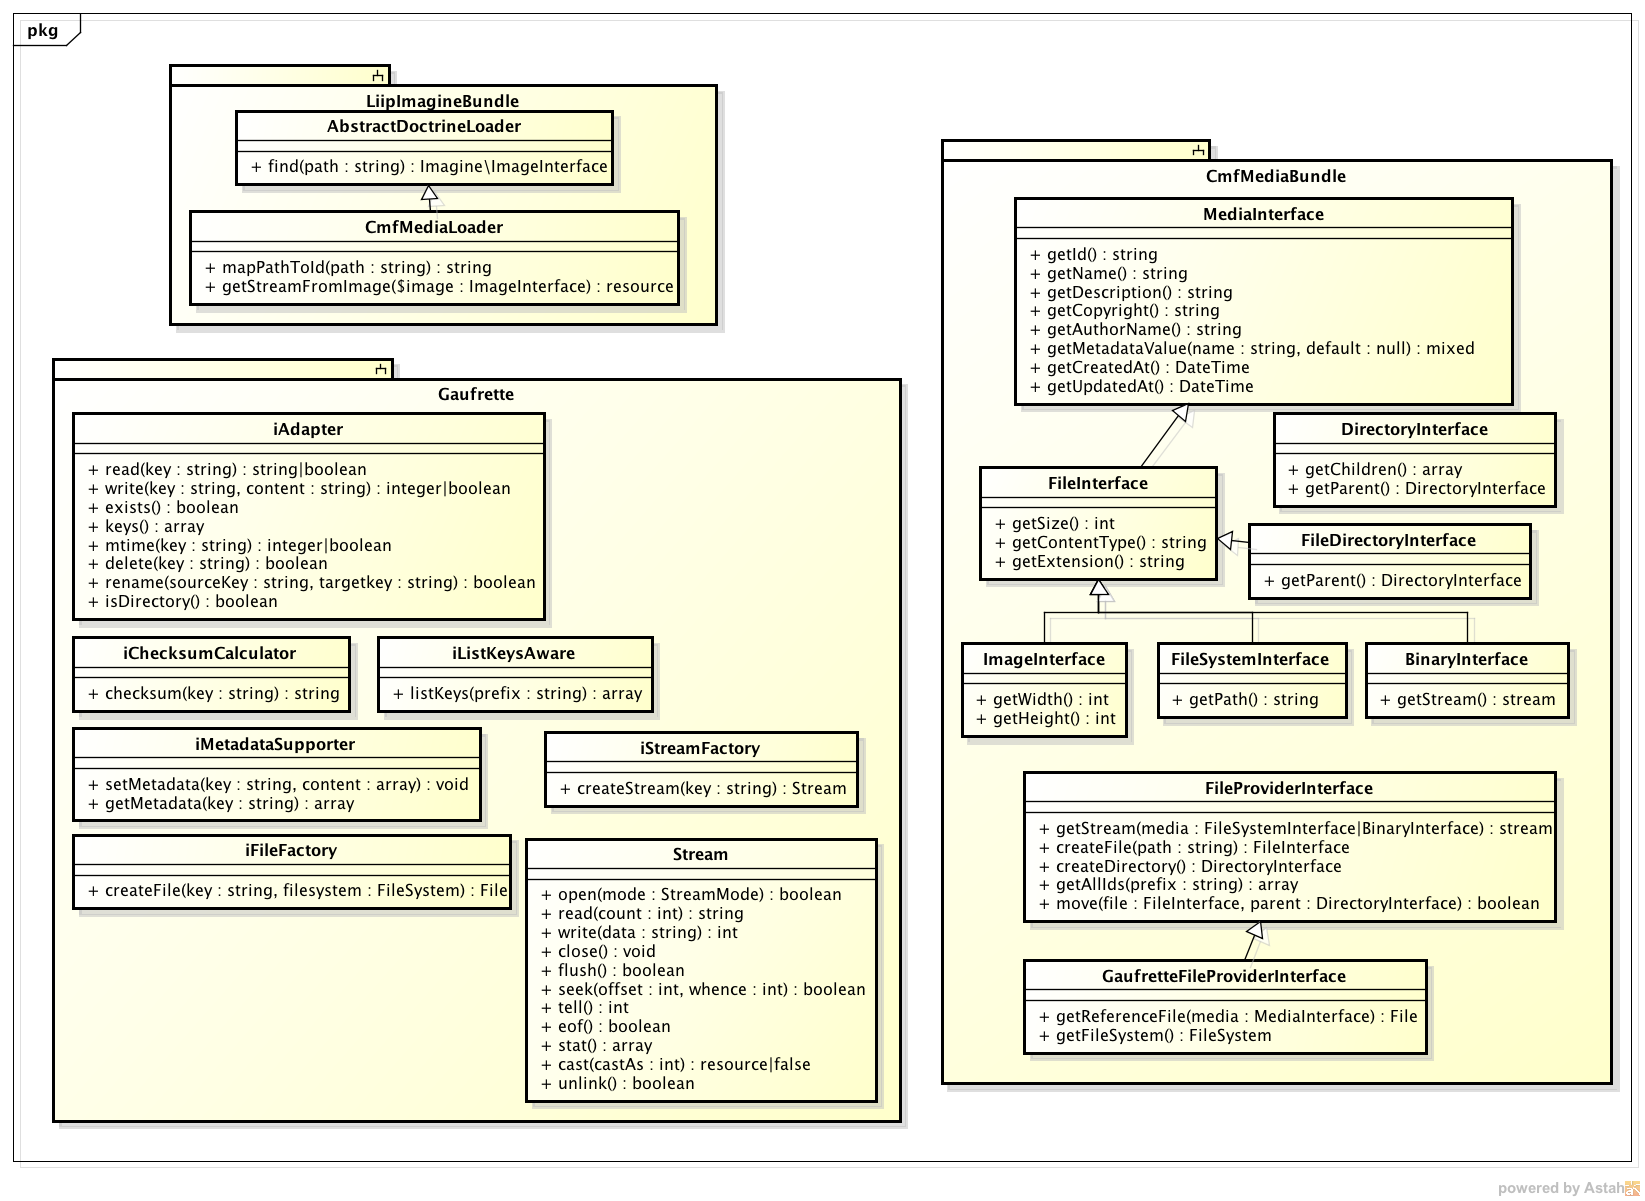 pkg
LiipImagineBundle
AbstractDoctrineLoader
+ find(path : string) : Imagine\ImageInterface
CmfMediaLoader
+ mapPathToId(path : string) : string
+ getStreamFromImage($image : ImageInterface) : resource
Gaufrette
iAdapter
+ read(key : string) : string|boolean
+ write(key : string, content : string) : integer|boolean
+ exists() : boolean
+ keys() : array
+ mtime(key : string) : integer|boolean
+ delete(key : string) : boolean
+ rename(sourceKey : string, targetkey : string) : boolean
+ isDirectory() : boolean
iChecksumCalculator
+ checksum(key : string) : string
iListKeysAware
+ listKeys(prefix : string) : array
iMetadataSupporter
+ setMetadata(key : string, content : array) : void
+ getMetadata(key : string) : array
iStreamFactory
+ createStream(key : string) : Stream
iFileFactory
+ createFile(key : string, filesystem : FileSystem) : File
Stream
+ open(mode : StreamMode) : boolean
+ read(count : int) : string
+ write(data : string) : int
+ close() : void
+ flush() : boolean
+ seek(offset : int, whence : int) : boolean
+ tell() : int
+ eof() : boolean
+ stat() : array
+ cast(castAs : int) : resource|false
+ unlink() : boolean
CmfMediaBundle
MediaInterface
+ getId() : string
+ getName() : string
+ getDescription() : string
+ getCopyright() : string
+ getAuthorName() : string
+ getMetadataValue(name : string, default : null) : mixed
+ getCreatedAt() : DateTime
+ getUpdatedAt() : DateTime
DirectoryInterface
+ getChildren() : array
+ getParent() : DirectoryInterface
FileInterface
+ getSize() : int
+ getContentType() : string
+ getExtension() : string
FileDirectoryInterface
+ getParent() : DirectoryInterface
ImageInterface
+ getWidth() : int
+ getHeight() : int
FileSystemInterface
+ getPath() : string
BinaryInterface
+ getStream() : stream
FileProviderInterface
+ getStream(media : FileSystemInterface|BinaryInterface) : stream
+ createFile(path : string) : FileInterface
+ createDirectory() : DirectoryInterface
+ getAllIds(prefix : string) : array
+ move(file : FileInterface, parent : DirectoryInterface) : boolean
GaufretteFileProviderInterface
+ getReferenceFile(media : MediaInterface) : File
+ getFileSystem() : FileSystem
powered by Astah